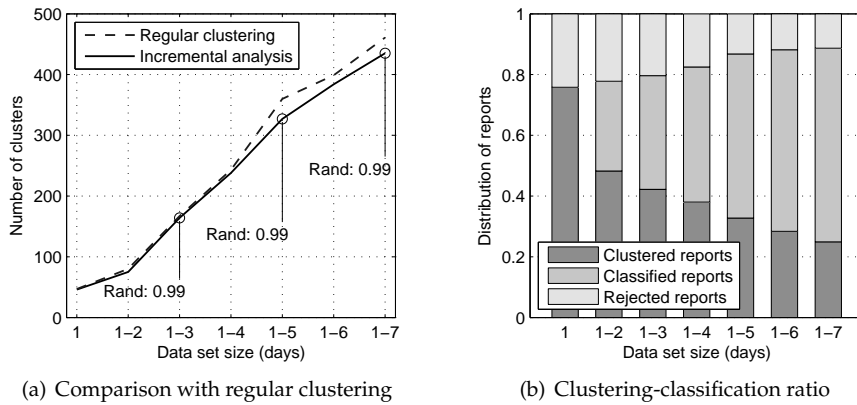 500
400
300
200
100
0
Number of clusters
Regular clustering
Incremental analysis
Rand: 0.99
Rand: 0.99
Rand: 0.99
1 1−2 1−3 1−4 1−5 1−6 1−7
Data set size (days)
(a) Comparison with regular clustering
1
0.8
0.6
0.4
0.2
0
Distribution of reports
Clustered reports
Classified reports
Rejected reports
1 1−2 1−3 1−4 1−5 1−6 1−7
Data set size (days)
(b) Clustering-classification ratio